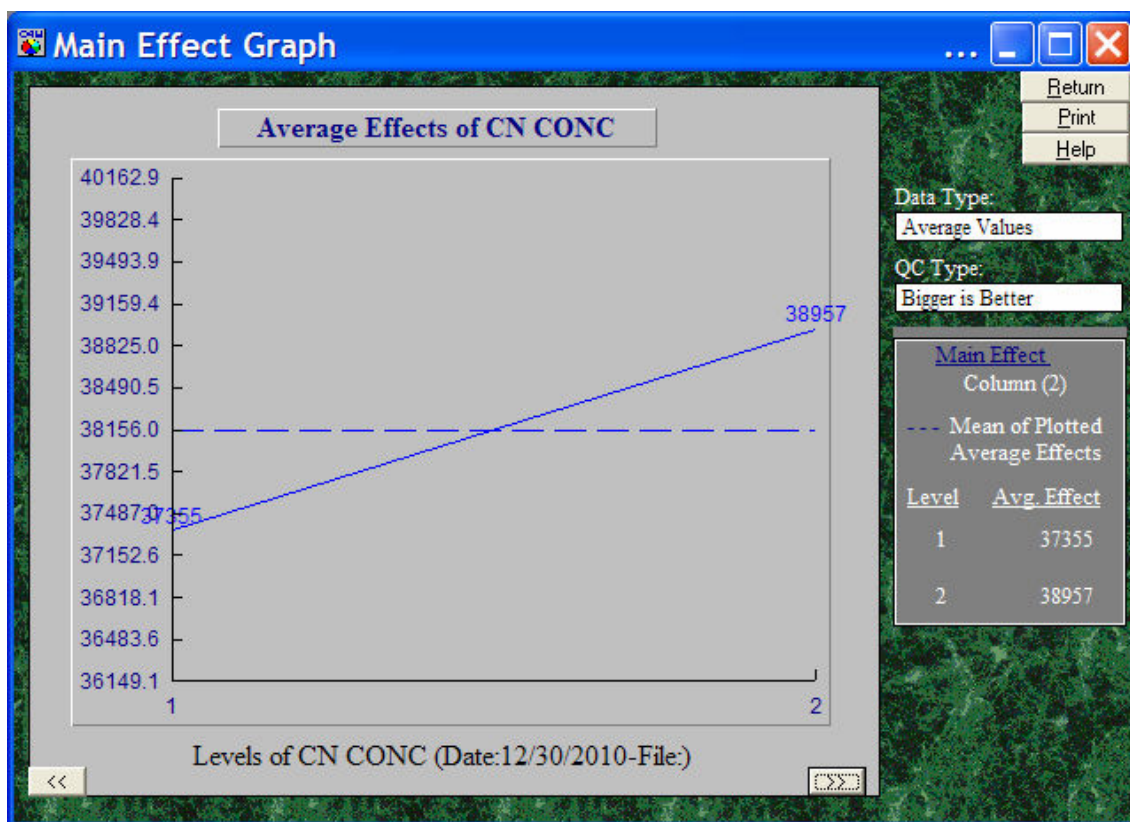 Main Effect Graph
...
Return
Print
Help
Average Effects of CN CONC
40162.9
39828.4
39493.9
39159.4
38957
38825.0
38490.5
38156.0
37821.5
37487.0
37355
37152.6
36818.1
36483.6
36149.1
1
2
Levels of CN CONC (Date:12/30/2010-File:)
<<
>>
Data Type:
Average Values
QC Type:
Bigger is Better
Main Effect
Column (2)
--- Mean of Plotted
Average Effects
Level Avg. Effect
1 37355
2 38957